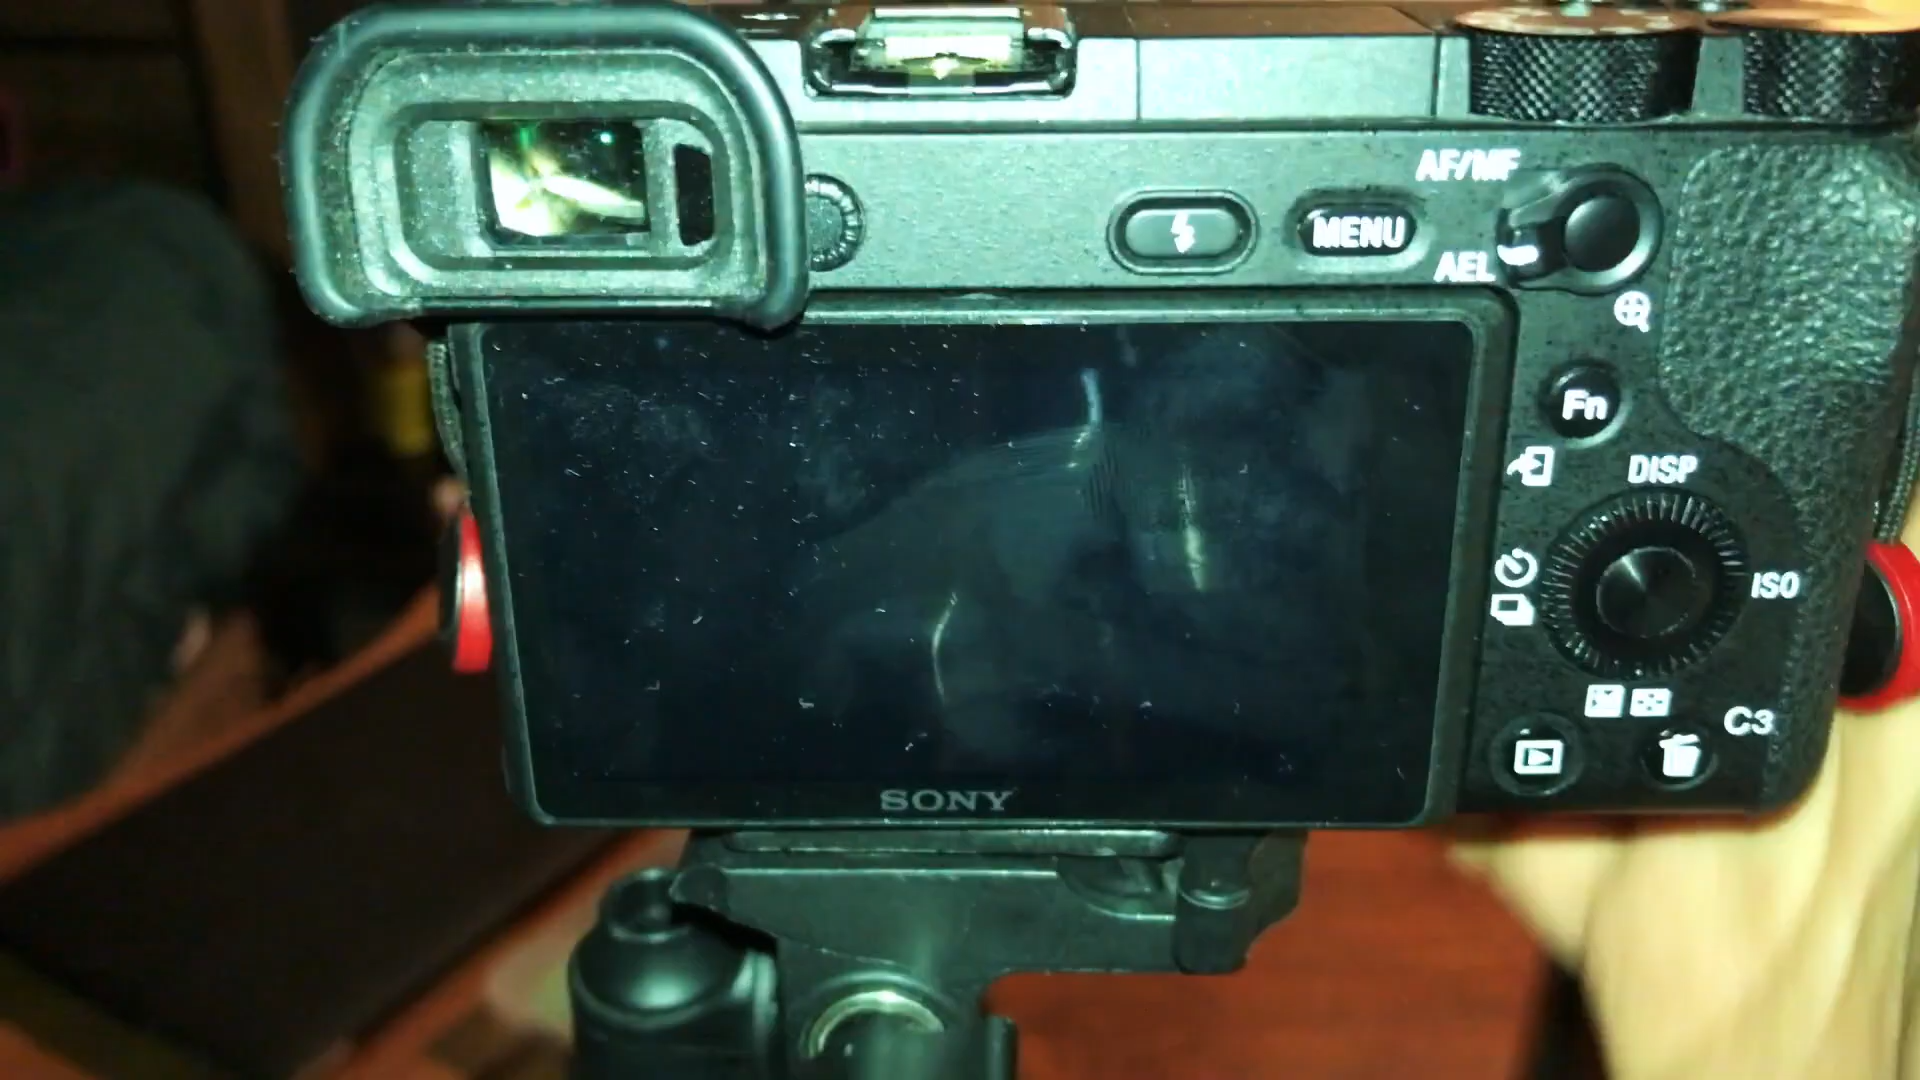 AF/MF
MENU
AEL
Fn
DISP
ISO
C3
SONY